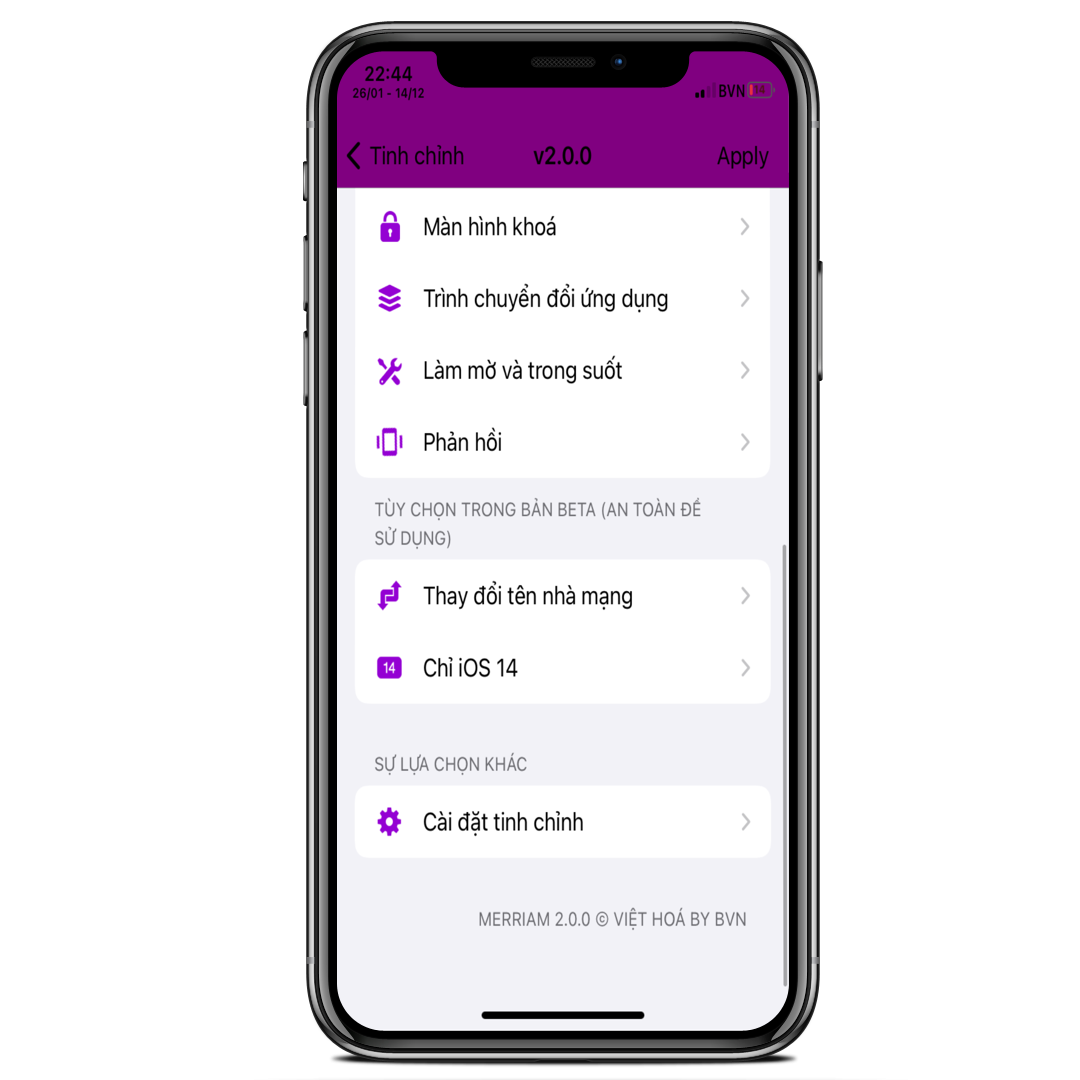 22:44
26/01 - 14/12
BVN 14
Tinh chỉnh v2.0.0 Apply
Màn hình khoá
Trình chuyển đổi ứng dụng
Làm mờ và trong suốt
Phản hồi
TÙY CHỌN TRONG BẢN BETA (AN TOÀN ĐỂ
SỬ DỤNG)
Thay đổi tên nhà mạng
14 Chỉ iOS 14
SỰ LỰA CHỌN KHÁC
Cài đặt tinh chỉnh
MERRIAM 2.0.0 © VIỆT HOÁ BY BVN